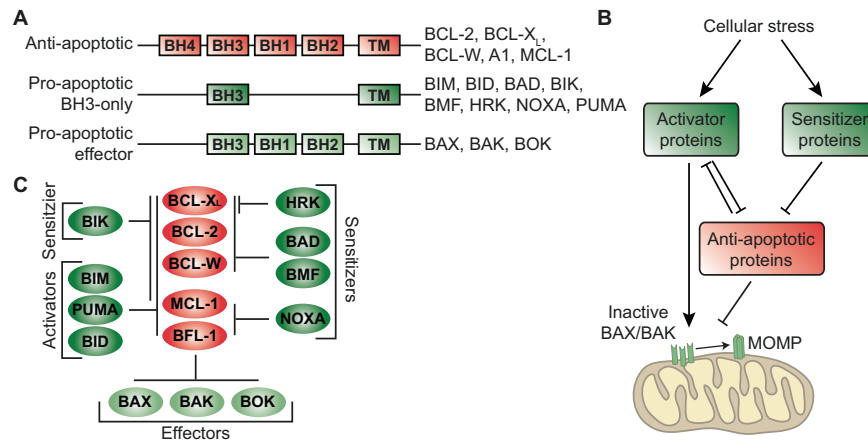 A
Anti-apoptotic
BH4 BH3 BH1 BH2 TM
BCL-2, BCL-XL,
BCL-W, A1, MCL-1
Pro-apoptotic
BH3-only
BH3 TM
BIM, BID, BAD, BIK,
BMF, HRK, NOXA, PUMA
Pro-apoptotic
effector
BH3 BH1 BH2 TM
BAX, BAK, BOK
B
Cellular stress
Activator
proteins
Sensitizer
proteins
Anti-apoptotic
proteins
Inactive
BAX/BAK
MOMP
C
Sensitzier
BIK
Activators
BIM
PUMA
BID
BCL-XL
BCL-2
BCL-W
MCL-1
BFL-1
HRK
BAD
BMF
NOXA
Sensitizers
BAX BAK BOK
Effectors